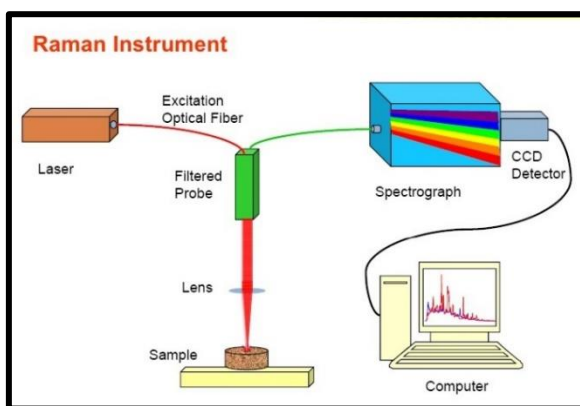 Raman Instrument
Excitation
Optical Fiber
Laser
Filtered
Probe
Spectrograph
CCD
Detector
Lens
Sample
Computer